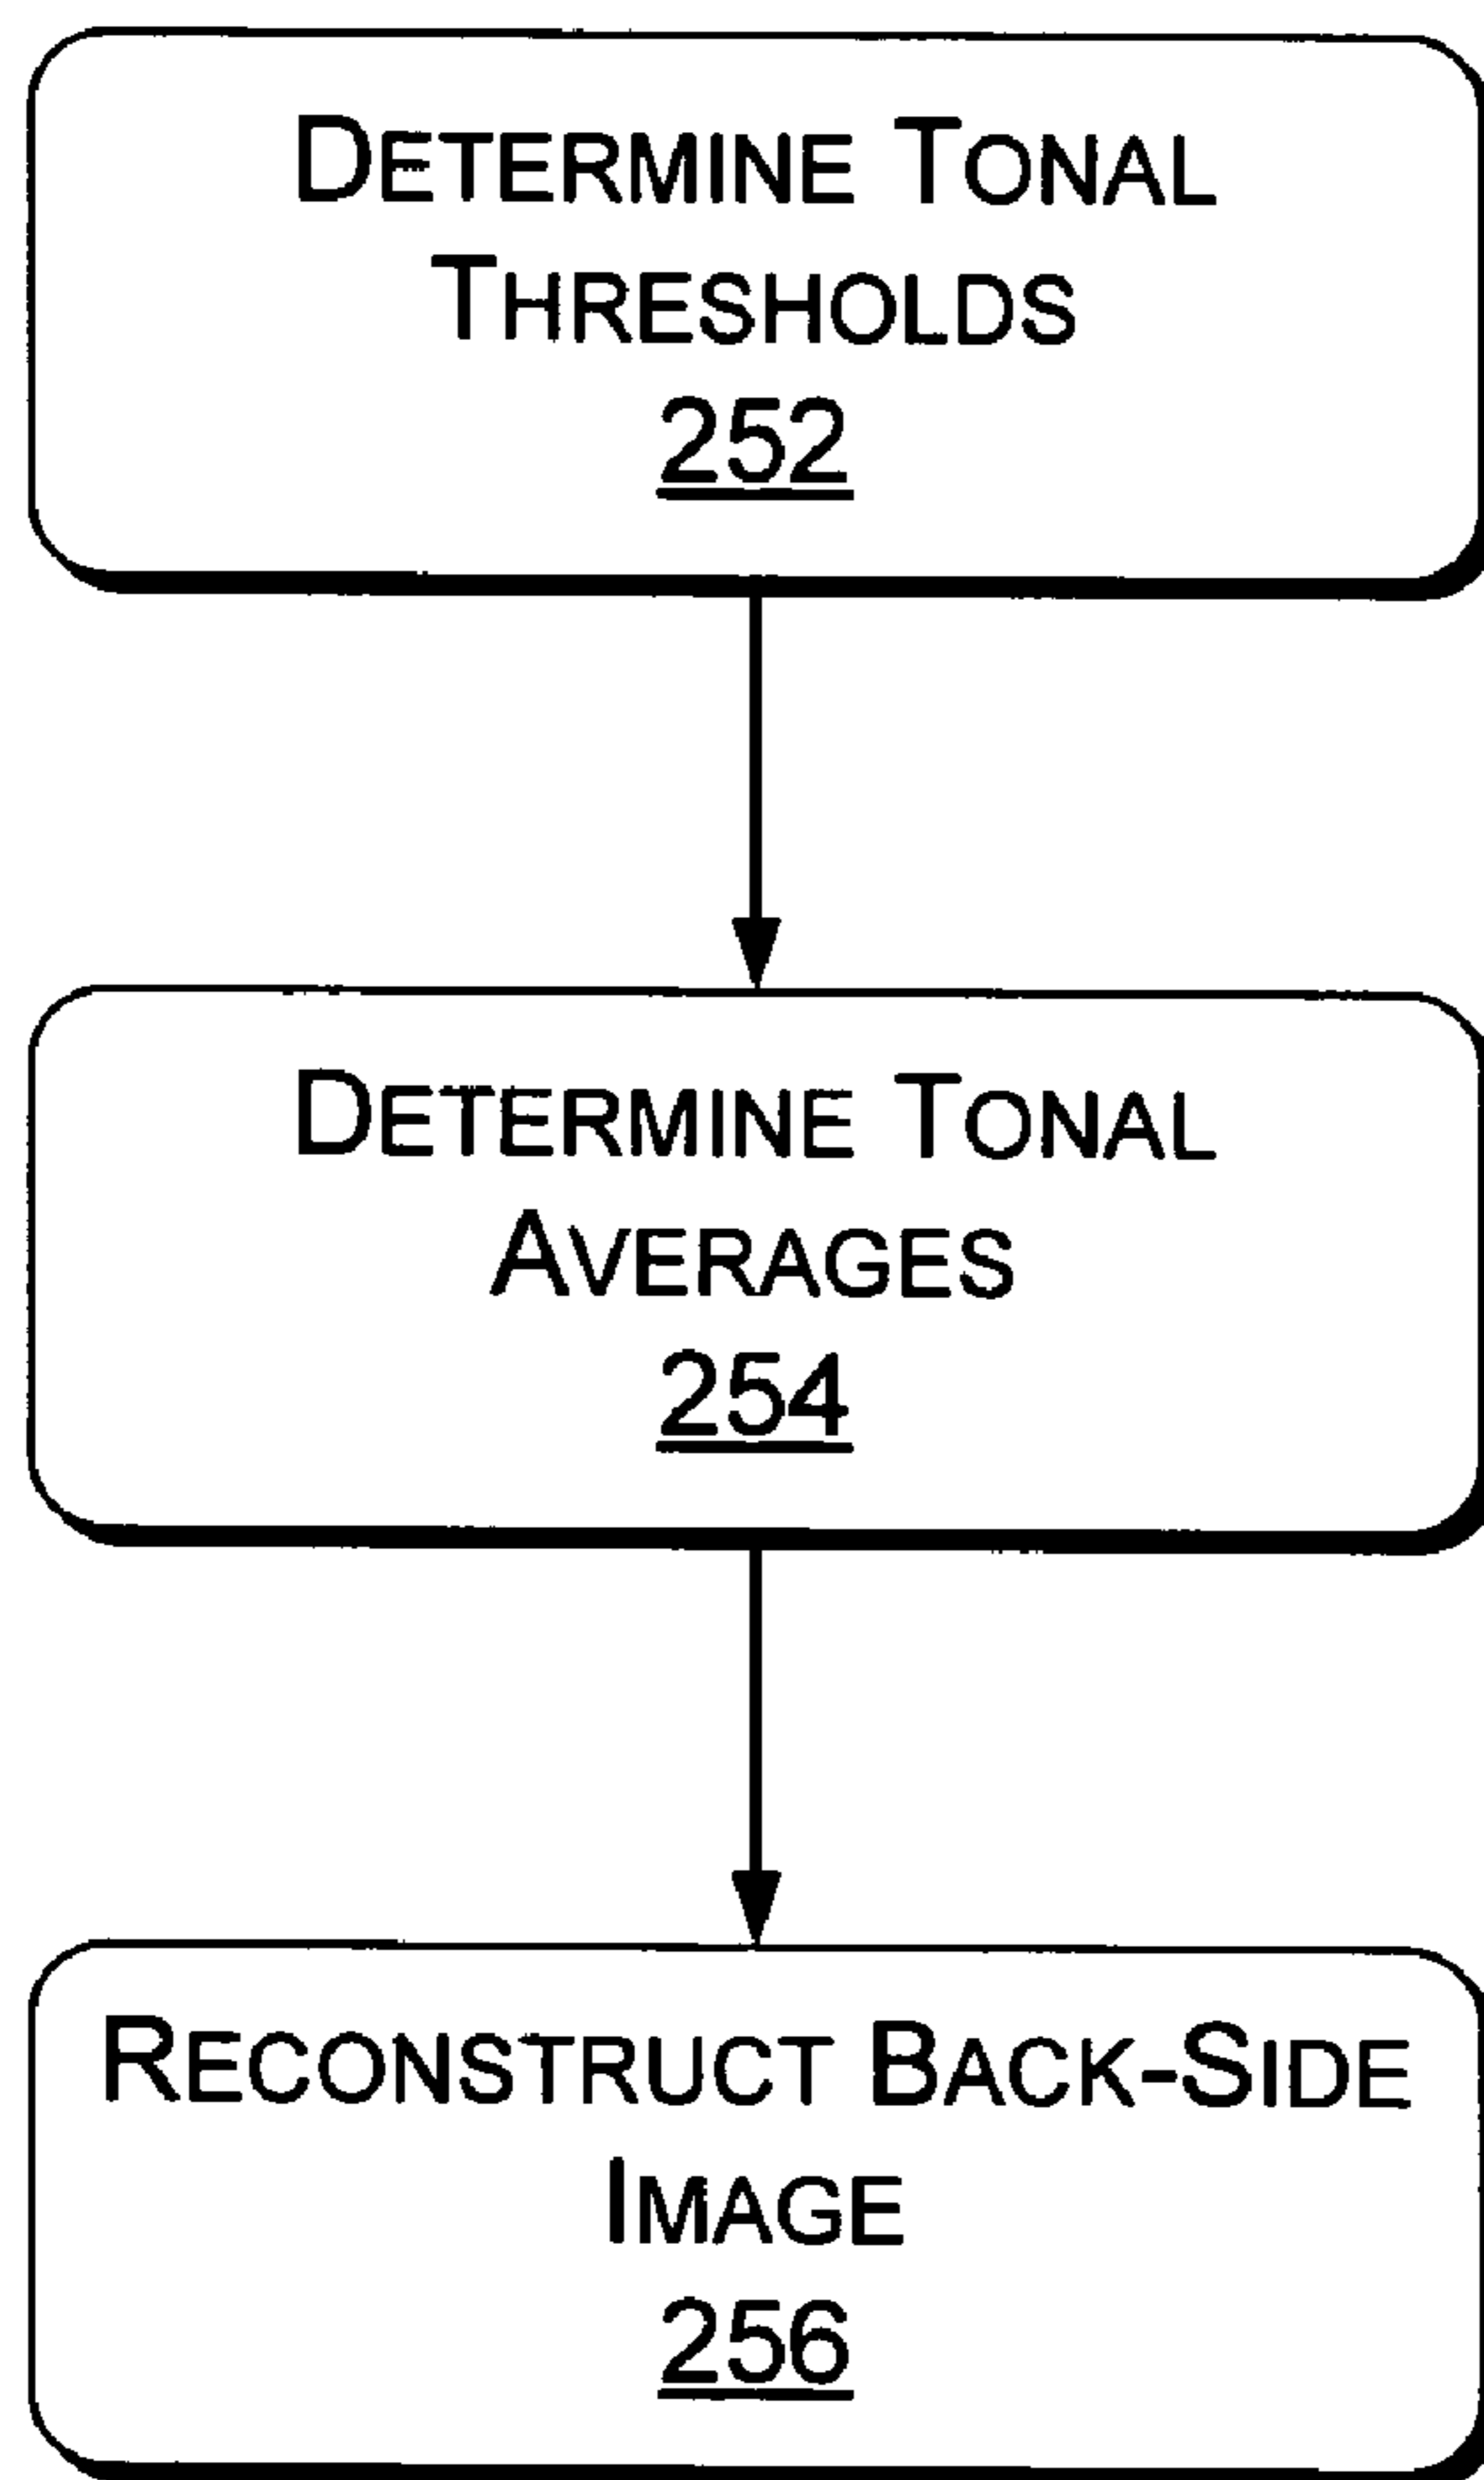 DETERMINE TONAL
THRESHOLDS
252
DETERMINE TONAL
AVERAGES
254
RECONSTRUCT BACK-SIDE
IMAGE
256